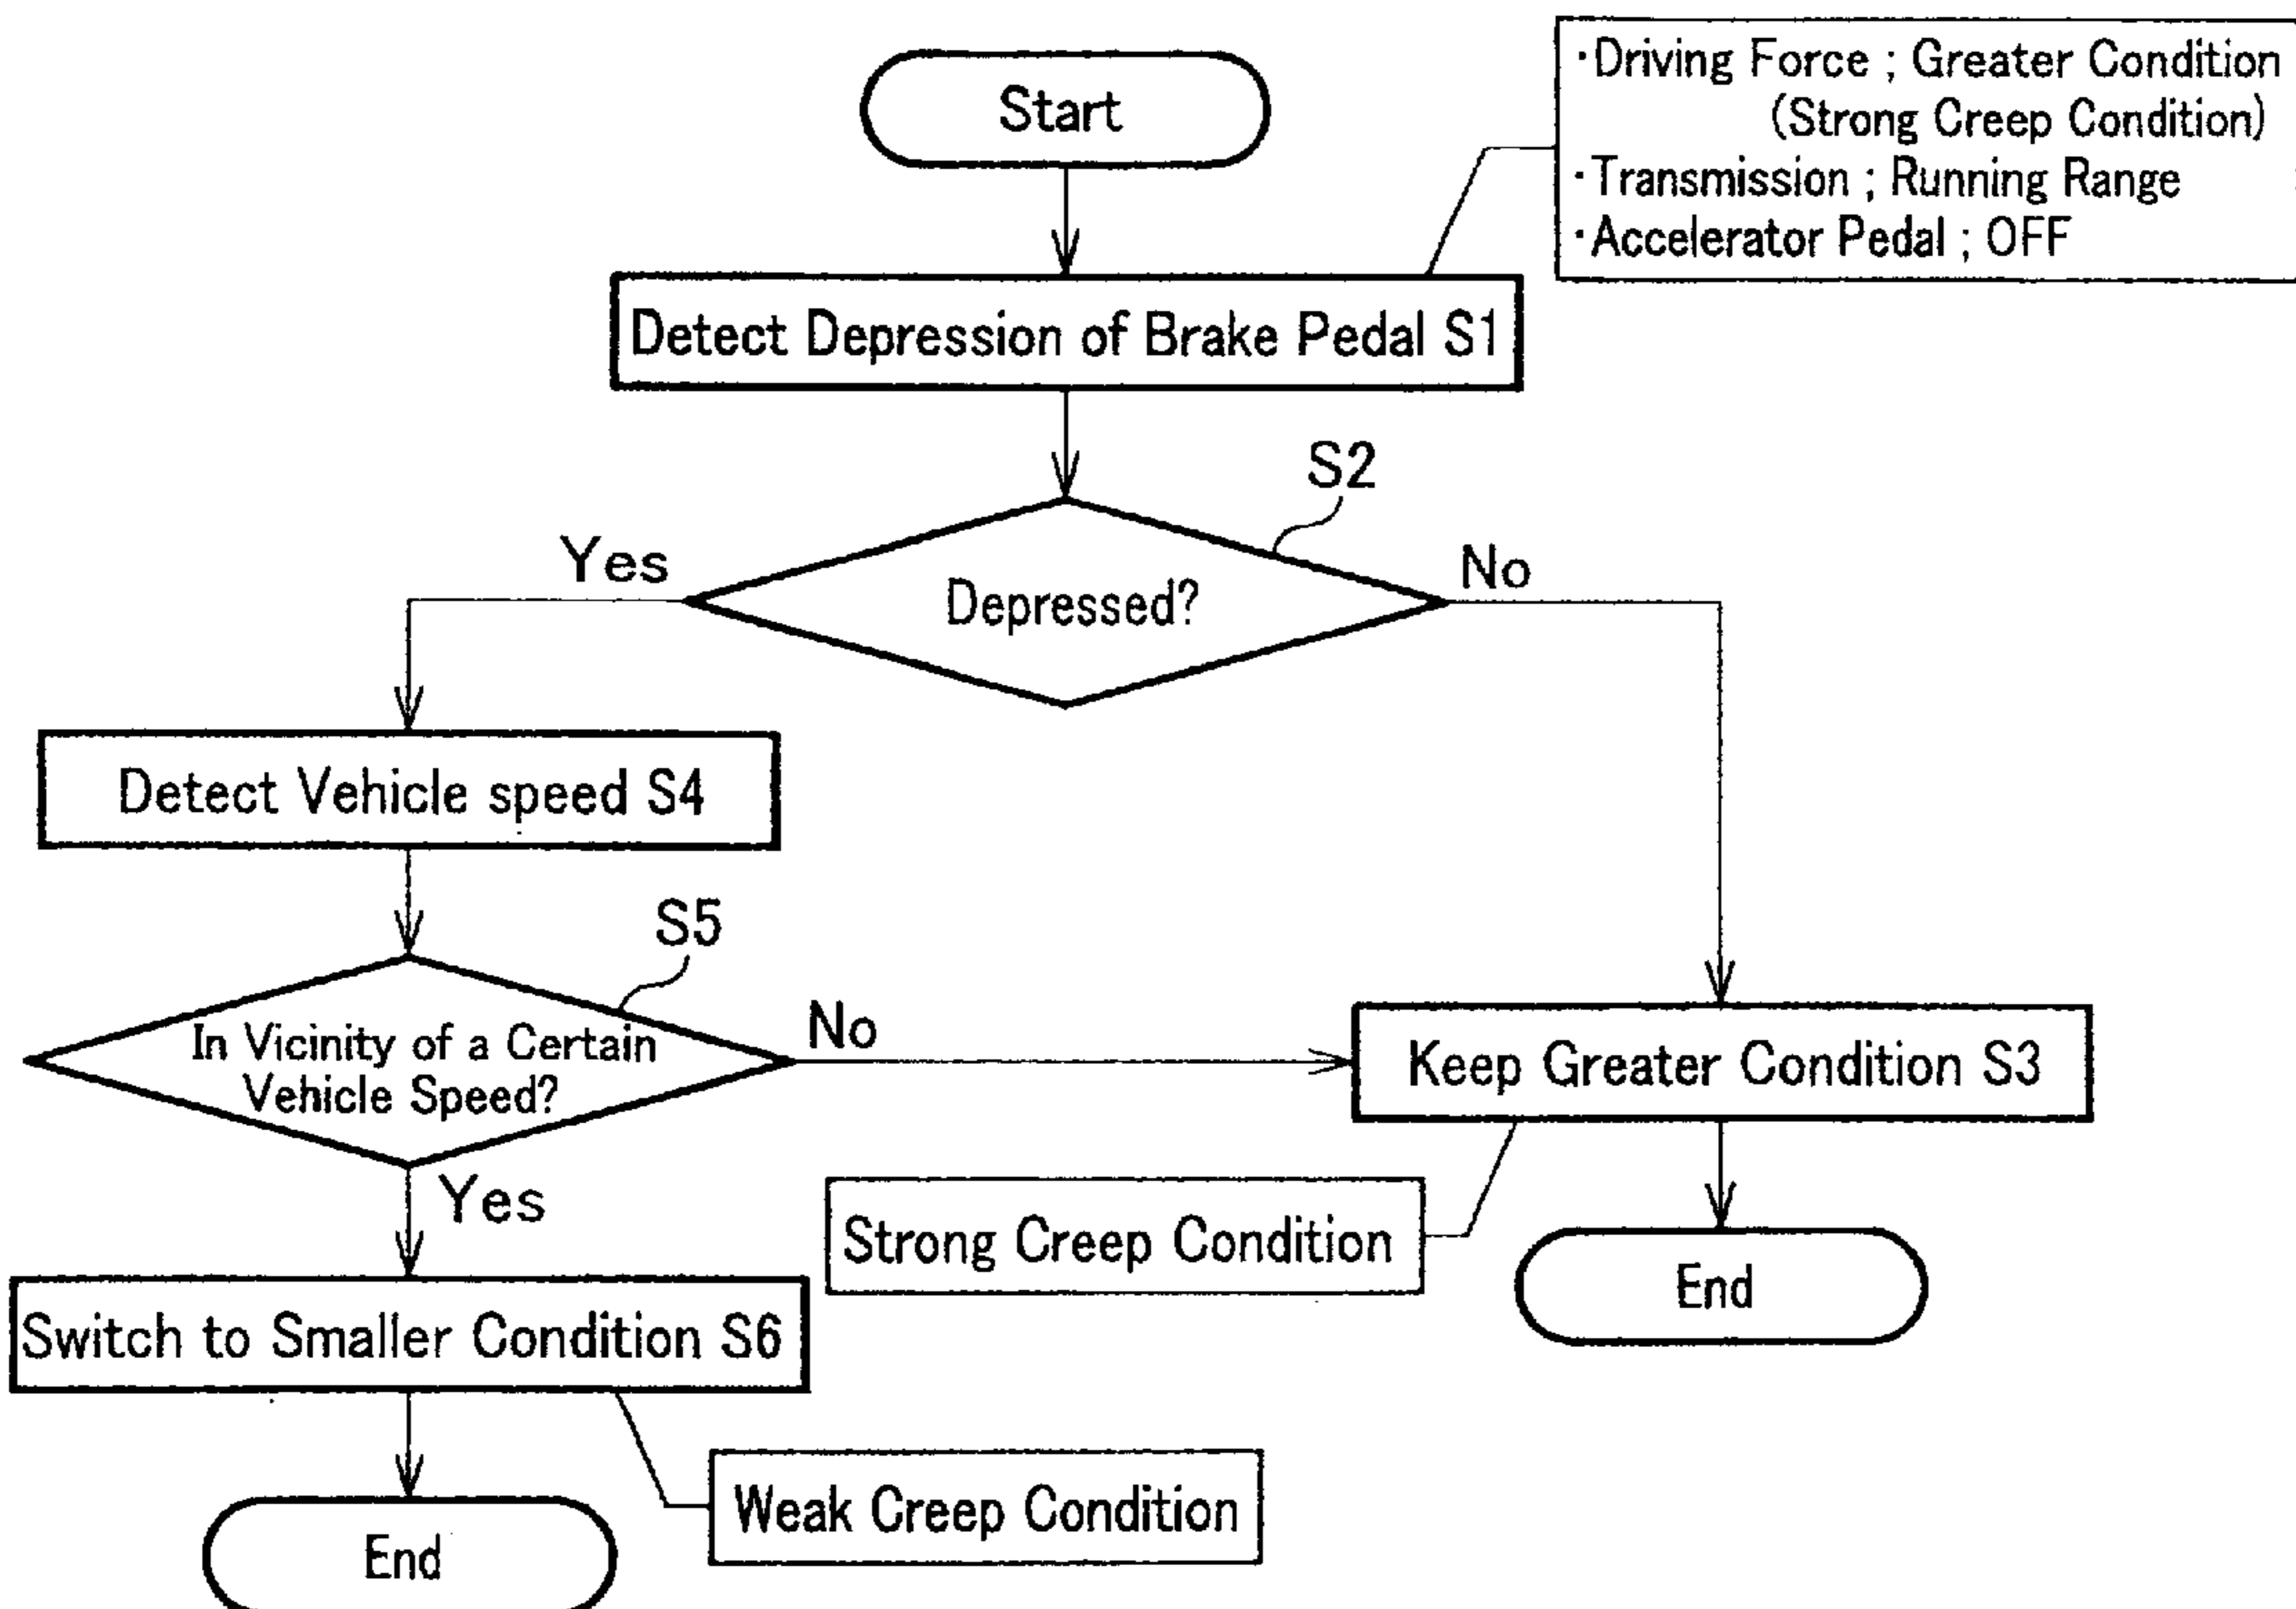 Start
·Driving Force ; Greater Condition
(Strong Creep Condition)
·Transmission ; Running Range
·Accelerator Pedal ; OFF
Detect Depression of Brake Pedal S1
S2
Yes
Depressed?
No
Detect Vehicle speed S4
S5
In Vicinity of a Certain
Vehicle Speed?
No
Keep Greater Condition S3
Yes
Strong Creep Condition
End
Switch to Smaller Condition S6
Weak Creep Condition
End